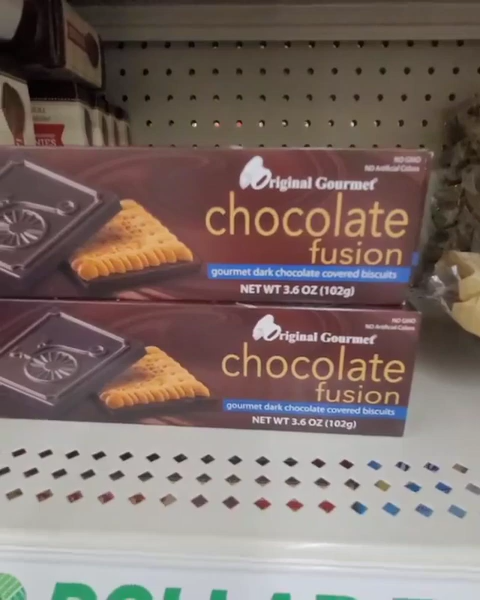 NO GMO
NO Artificial Colors
Original Gourmet
chocolate
fusion
gourmet dark chocolate covered biscuits
NET WT 3.6 OZ (102g)
NO GMO
NO Artificial Colors
Original Gourmet
chocolate
fusion
gourmet dark chocolate covered biscuits
NET WT 3.6 OZ (102g)